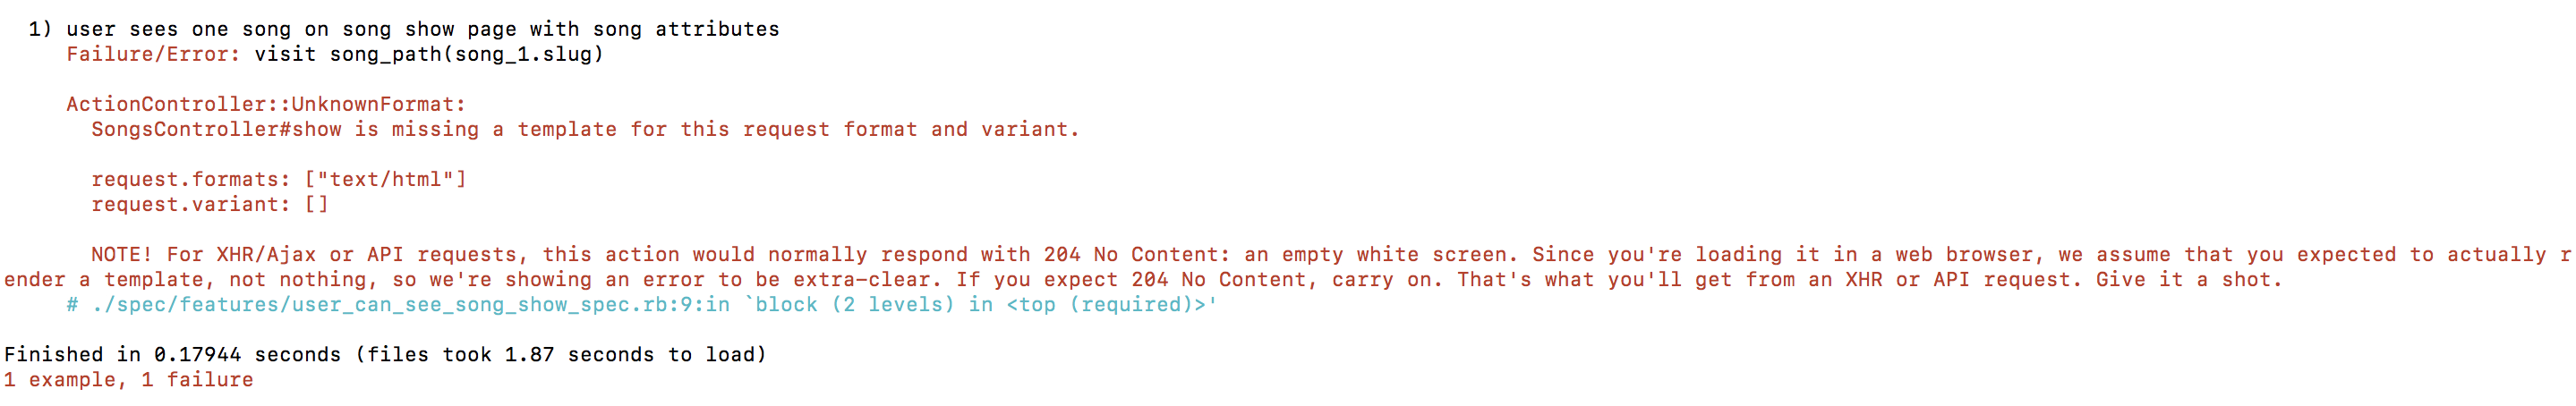 1) user sees one song on song show page with song attributes
Failure/Error: visit song_path(song_1.slug)
ActionController::UnknownFormat:
SongsController#show is missing a template for this request format and variant.
request.formats: ["text/html"]
request.variant: []
NOTE! For XHR/Ajax or API requests, this action would normally respond with 204 No Content: an empty white screen. Since you're loading it in a web browser, we assume that you expected to actually r
ender a template, not nothing, so we're showing an error to be extra-clear. If you expect 204 No Content, carry on. That's what you'll get from an XHR or API request. Give it a shot.
# ./spec/features/user_can_see_song_show_spec.rb:9:in `block (2 levels) in <top (required)>'
Finished in 0.17944 seconds (files took 1.87 seconds to load)
1 example, 1 failure